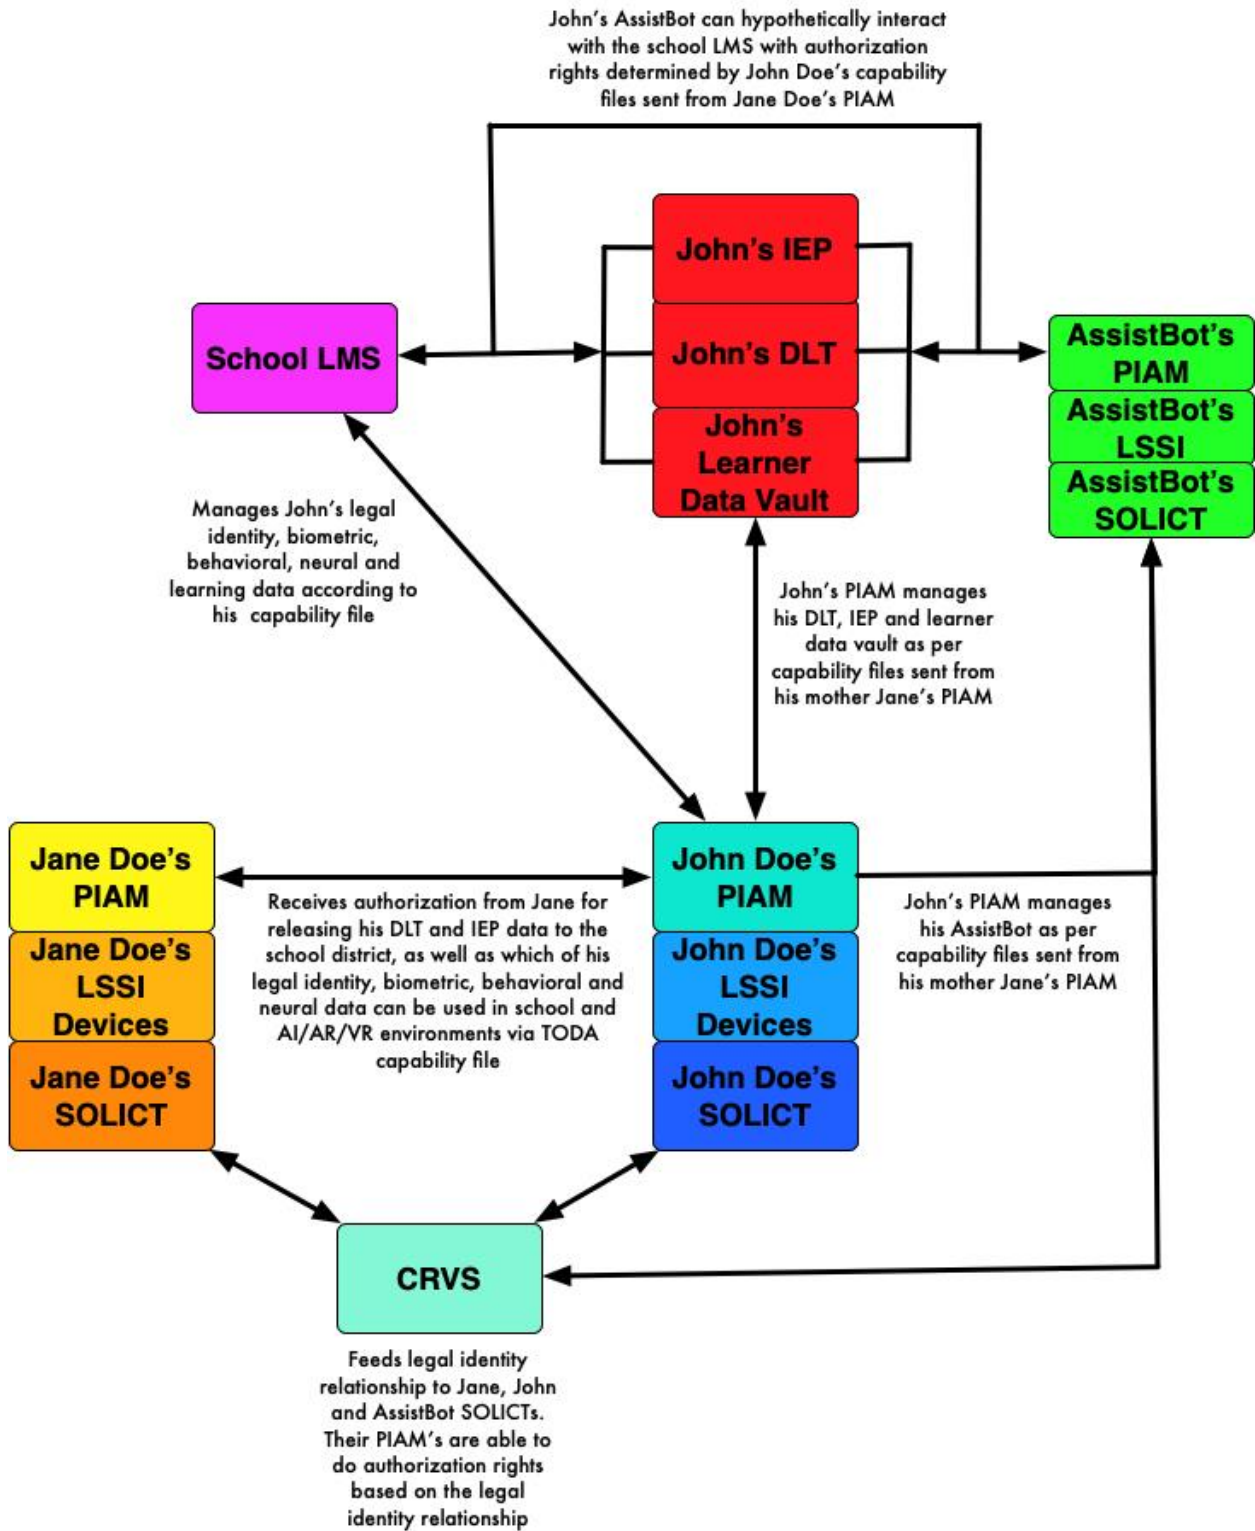 John’s AssistBot can hypothetically interact
with the school LMS with authorization
rights determined by John Doe’s capability
files sent from Jane Doe’s PIAM
John’s IEP
School LMS
John’s DLT
AssistBot’s
PIAM
AssistBot’s
LSSI
AssistBot’s
SOLICT
John’s
Learner
Data Vault
Manages John’s legal
identity, biometric,
behavioral, neural and
learning data according to
his capability file
John’s PIAM manages
his DLT, IEP and learner
data vault as per
capability files sent from
his mother Jane’s PIAM
Jane Doe’s
PIAM
Jane Doe’s
LSSI
Devices
Jane Doe’s
SOLICT
Receives authorization from Jane for
releasing his DLT and IEP data to the
school district, as well as which of his
legal identity, biometric, behavioral and
neural data can be used in school and
AI/AR/VR environments via TODA
capability file
John Doe’s
PIAM
John Doe’s
LSSI
Devices
John Doe’s
SOLICT
John’s PIAM manages
his AssistBot as per
capability files sent from
his mother Jane’s PIAM
CRVS
Feeds legal identity
relationship to Jane, John
and AssistBot SOLICTs.
Their PIAM’s are able to
do authorization rights
based on the legal
identity relationship